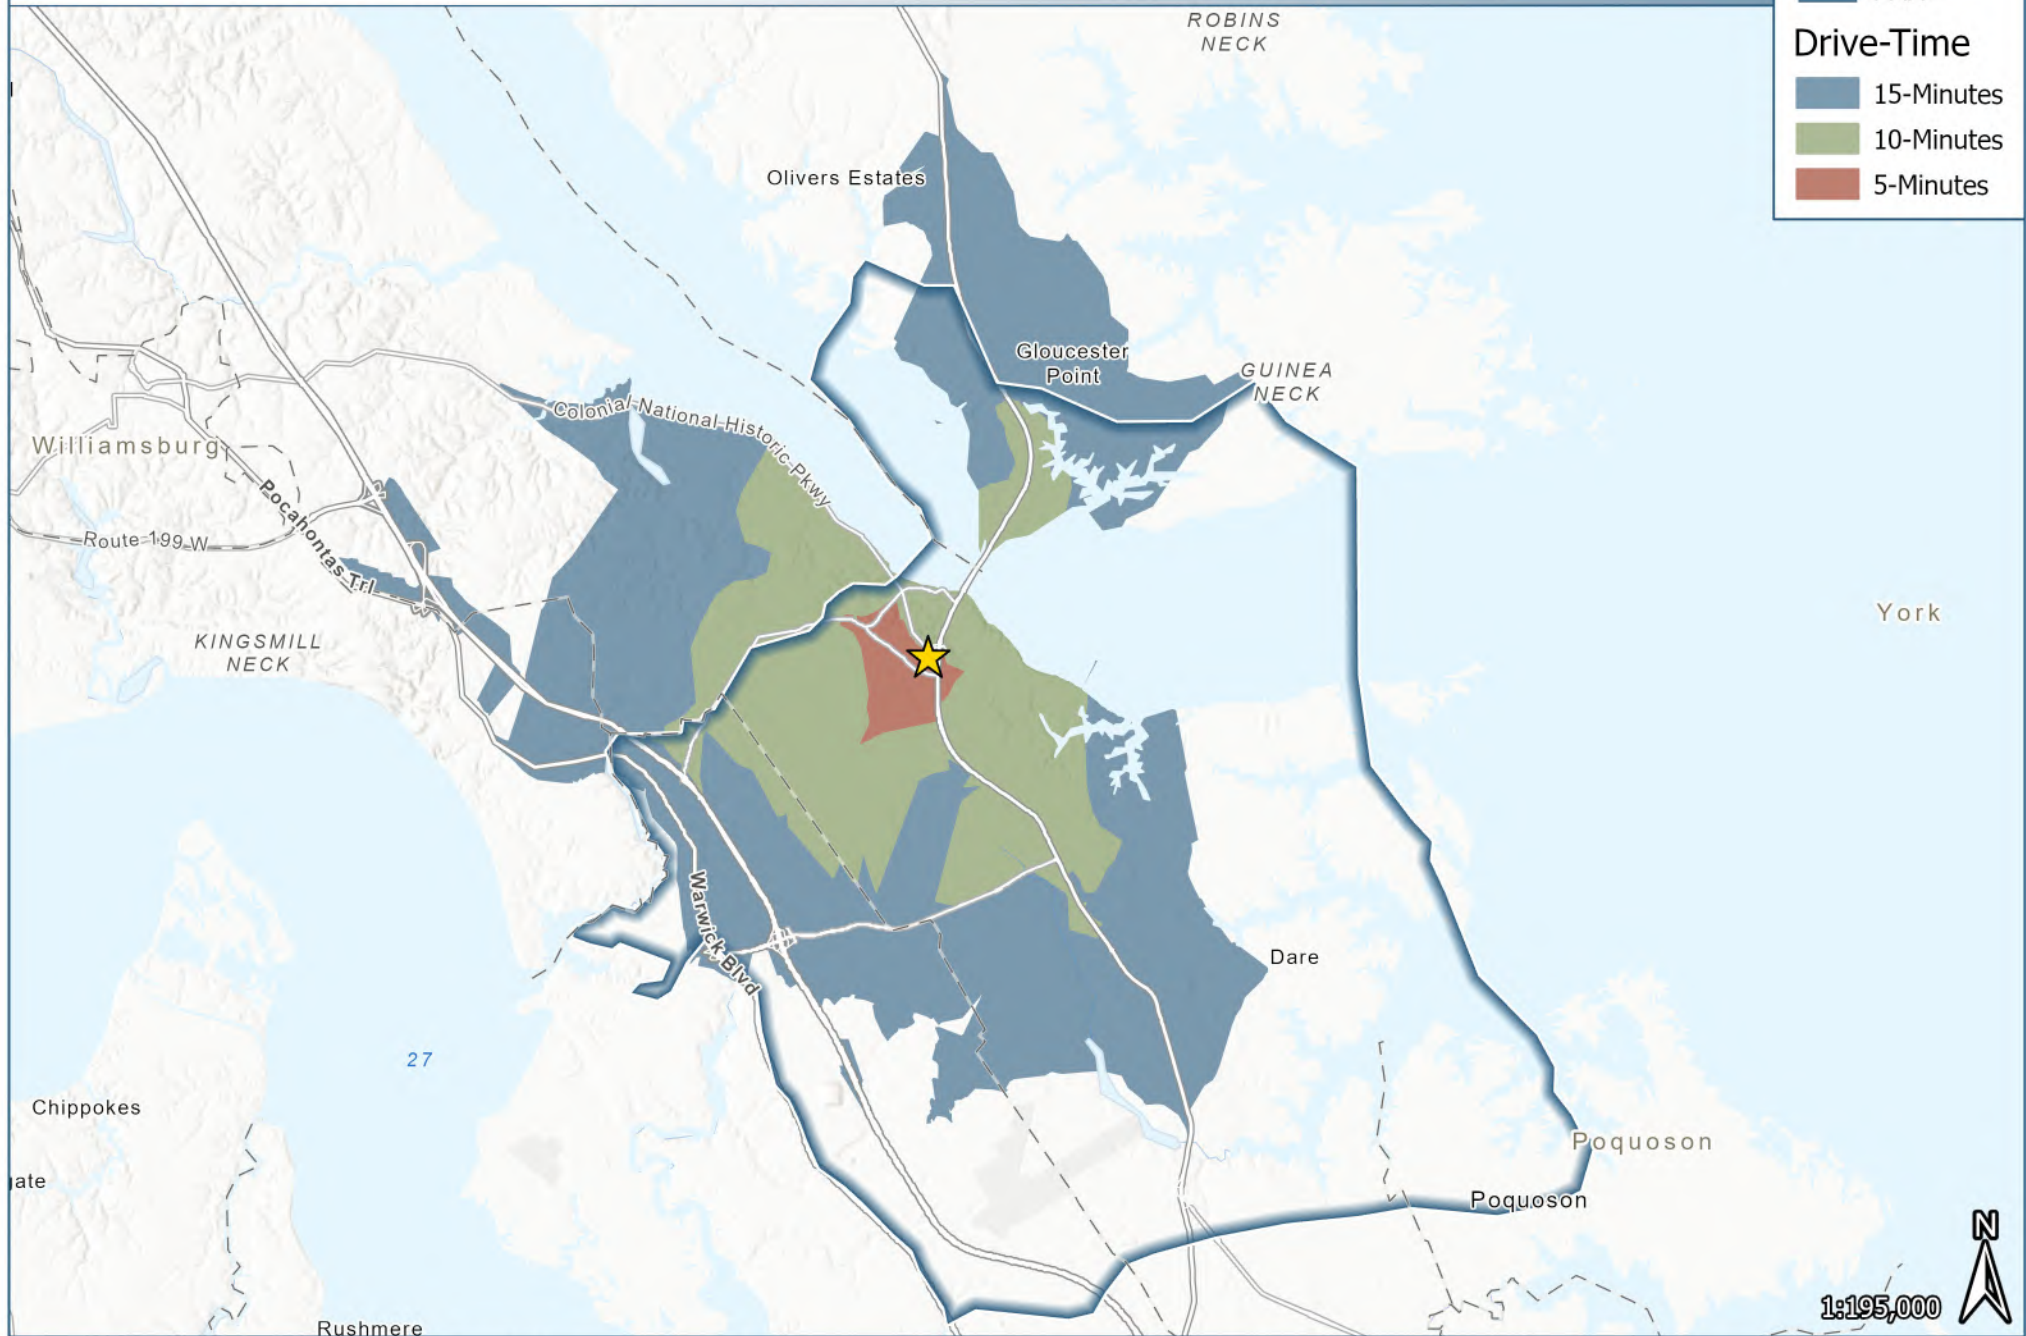 ROBINS
NECK
Drive-Time
15-Minutes
10-Minutes
5-Minutes
Olivers Estates
Gloucester
Point
GUINEA
NECK
Colonial National Historic Pkwy
Williamsburg
Pocahontas Trl
Route 199 W
KINGSMILL
NECK
York
Warwick Blvd
Dare
27
Chippokes
Poquoson
Poquoson
gate
Rushmere
N
1:195,000